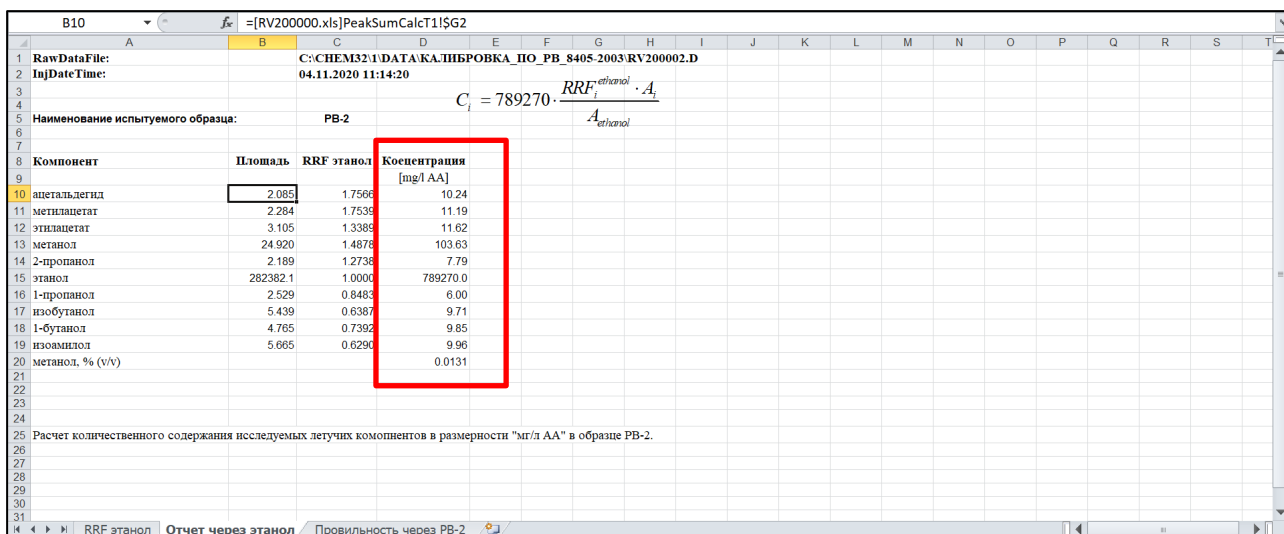 B10 fx =[RV200000.xls]PeakSumCalcT1!$G2
A B C D E F G H I J K L M N O P Q R S T
1 RawDataFile: C:\CHEM32\1\DATA\КАЛИБРОВКА_ПО_РВ_8405-2003\RV200002.D
2 InjDateTime: 04.11.2020 11:14:20
3
4 C_i = 789270 · RRF_i^ethanol · A_i / A_ethanol
5 Наименование испытуемого образца: РВ-2
6
7
8 Компонент Площадь RRF этанол Коецентрация
9 [mg/l AA]
10 ацетальдегид 2.085 1.7566 10.24
11 метилацетат 2.284 1.7539 11.19
12 этилацетат 3.105 1.3389 11.62
13 метанол 24.920 1.4878 103.63
14 2-пропанол 2.189 1.2738 7.79
15 этанол 282382.1 1.0000 789270.0
16 1-пропанол 2.529 0.8483 6.00
17 изобутанол 5.439 0.6387 9.71
18 1-бутанол 4.765 0.7392 9.85
19 изоамилол 5.665 0.6290 9.96
20 метанол, % (v/v) 0.0131
21
22
23
24
25 Расчет количественного содержания исследуемых летучих комопнентов в размерности "мг/л АА" в образце РВ-2.
26
27
28
29
30
31
RRF этанол Отчет через этанол Провильность через РВ-2